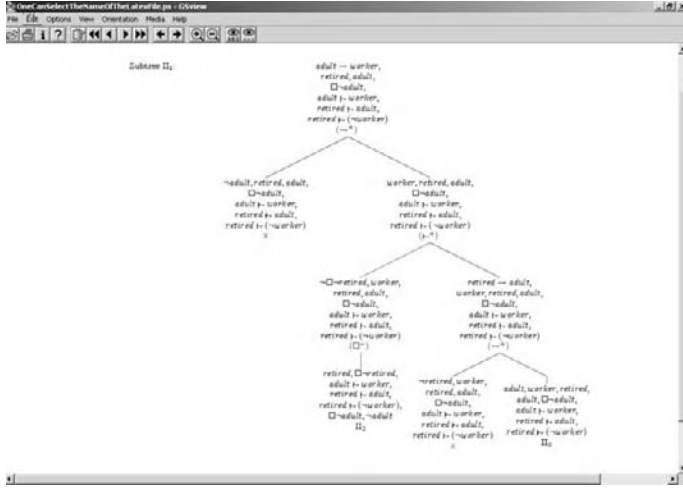 OneCanSelectTheNameOfTheLatexFile.ps - GSview
File Edit Options View Orientation Media Help
Subtree Π₁
adult → worker,
retired, adult,
□¬adult,
adult |~ worker,
retired |~ adult,
retired |~ (¬worker)
(→⁺)
¬adult, retired, adult,
□¬adult,
adult |~ worker,
retired |~ adult,
retired |~ (¬worker)
×
worker, retired, adult,
□¬adult,
adult |~ worker,
retired |~ adult,
retired |~ (¬worker)
(|~⁺)
¬□¬retired, worker,
retired, adult,
□¬adult,
adult |~ worker,
retired |~ adult,
retired |~ (¬worker)
(□⁻)
retired → adult,
worker, retired, adult,
□¬adult,
adult |~ worker,
retired |~ adult,
retired |~ (¬worker)
(→⁺)
retired, □¬retired,
adult |~ worker,
retired |~ adult,
retired |~ (¬worker),
□¬adult, ¬adult
Π₂
¬retired, worker,
retired, adult,
□¬adult,
adult |~ worker,
retired |~ adult,
retired |~ (¬worker)
×
adult, worker, retired,
adult, □¬adult,
adult |~ worker,
retired |~ adult,
retired |~ (¬worker)